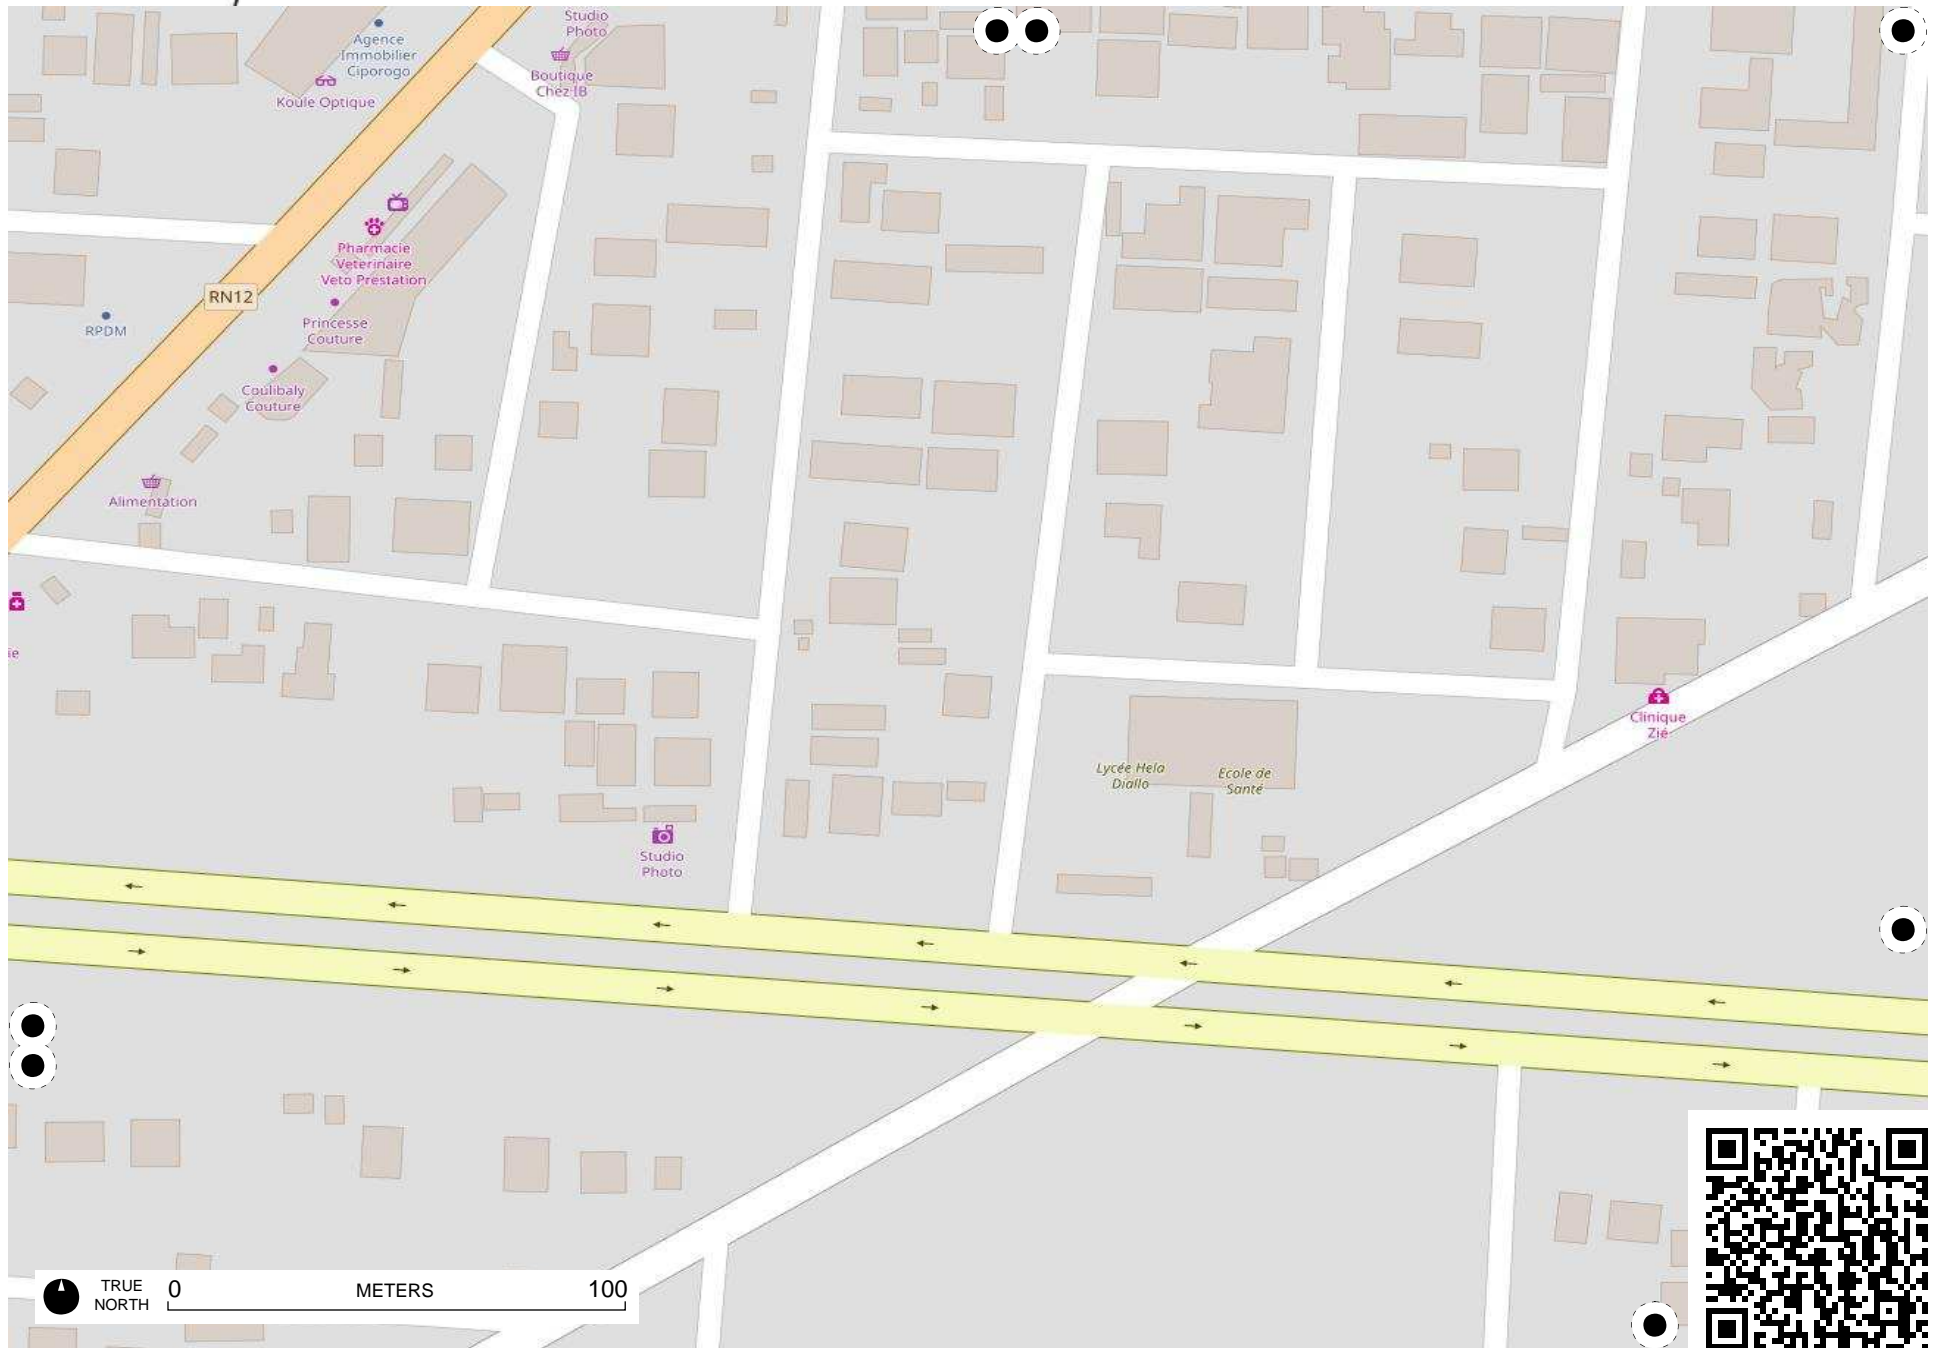 Studio
Photo
Agence
Immobilier
Ciporogo
Boutique
Chez IB
Koule Optique
Pharmacie
Veterinaire
Veto Prestation
RN12
Princesse
Couture
RPDM
Coulibaly
Couture
Alimentation
ie
Clinique
Zié
Lycée Hela
Diallo
Ecole de
Santé
Studio
Photo
TRUE
NORTH
0
METERS
100